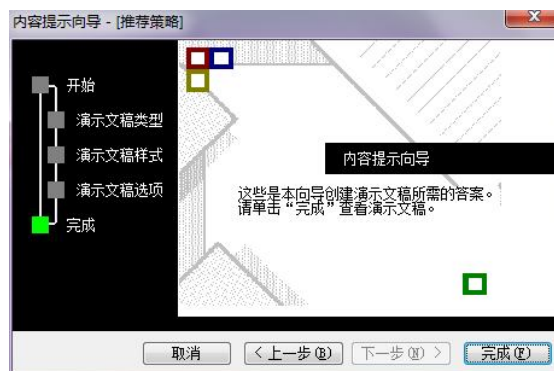 内容提示向导 - [推荐策略]
开始
演示文稿类型
演示文稿样式
演示文稿选项
完成
内容提示向导
这些是本向导创建演示文稿所需的答案。
请单击“完成”查看演示文稿。
取消
< 上一步(B)
下一步(N) >
完成(F)